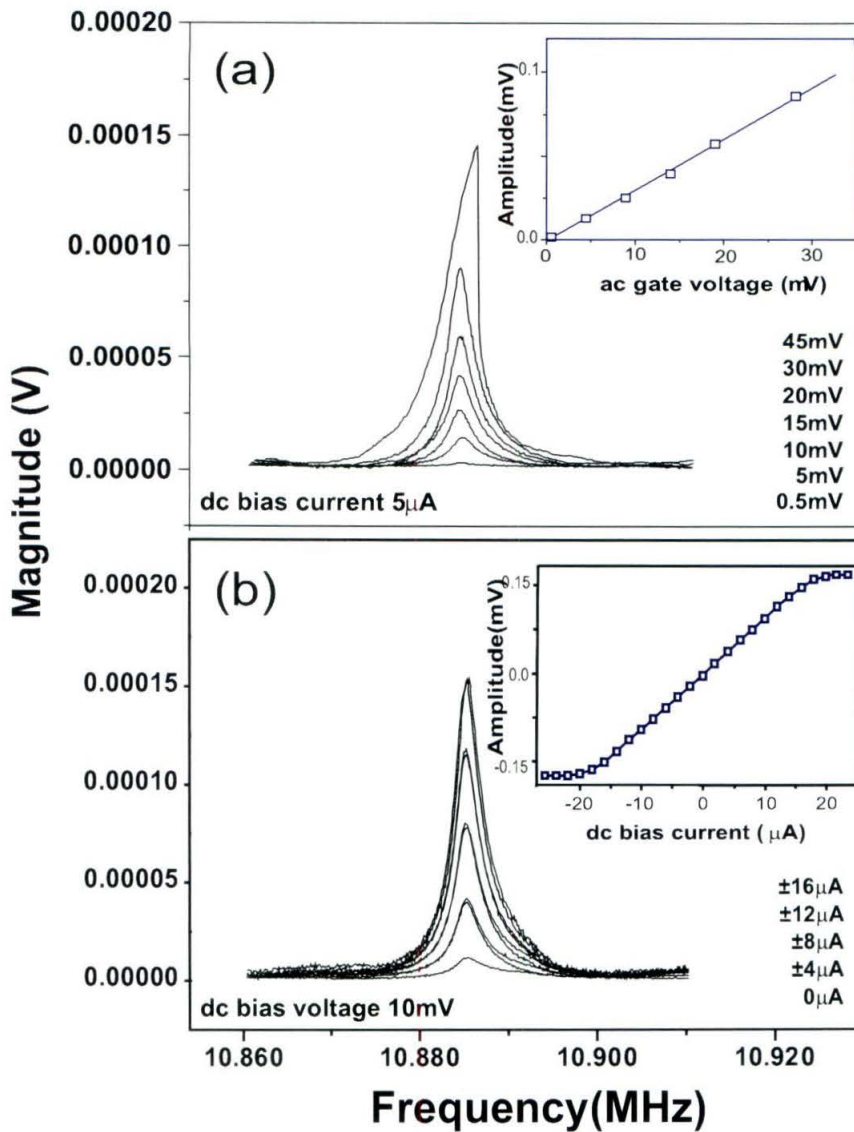 Magnitude (V)
0.00020
0.00015
0.00010
0.00005
0.00000
(a)
Amplitude(mV)
0.1
0.0
0
10
20
30
ac gate voltage (mV)
45mV
30mV
20mV
15mV
10mV
5mV
0.5mV
dc bias current 5μA
0.00020
0.00015
0.00010
0.00005
0.00000
(b)
Amplitude(mV)
0.15
0.0
-0.15
-20
-10
0
10
20
dc bias current ( μA)
±16μA
±12μA
±8μA
±4μA
0μA
dc bias voltage 10mV
10.860
10.880
10.900
10.920
Frequency(MHz)